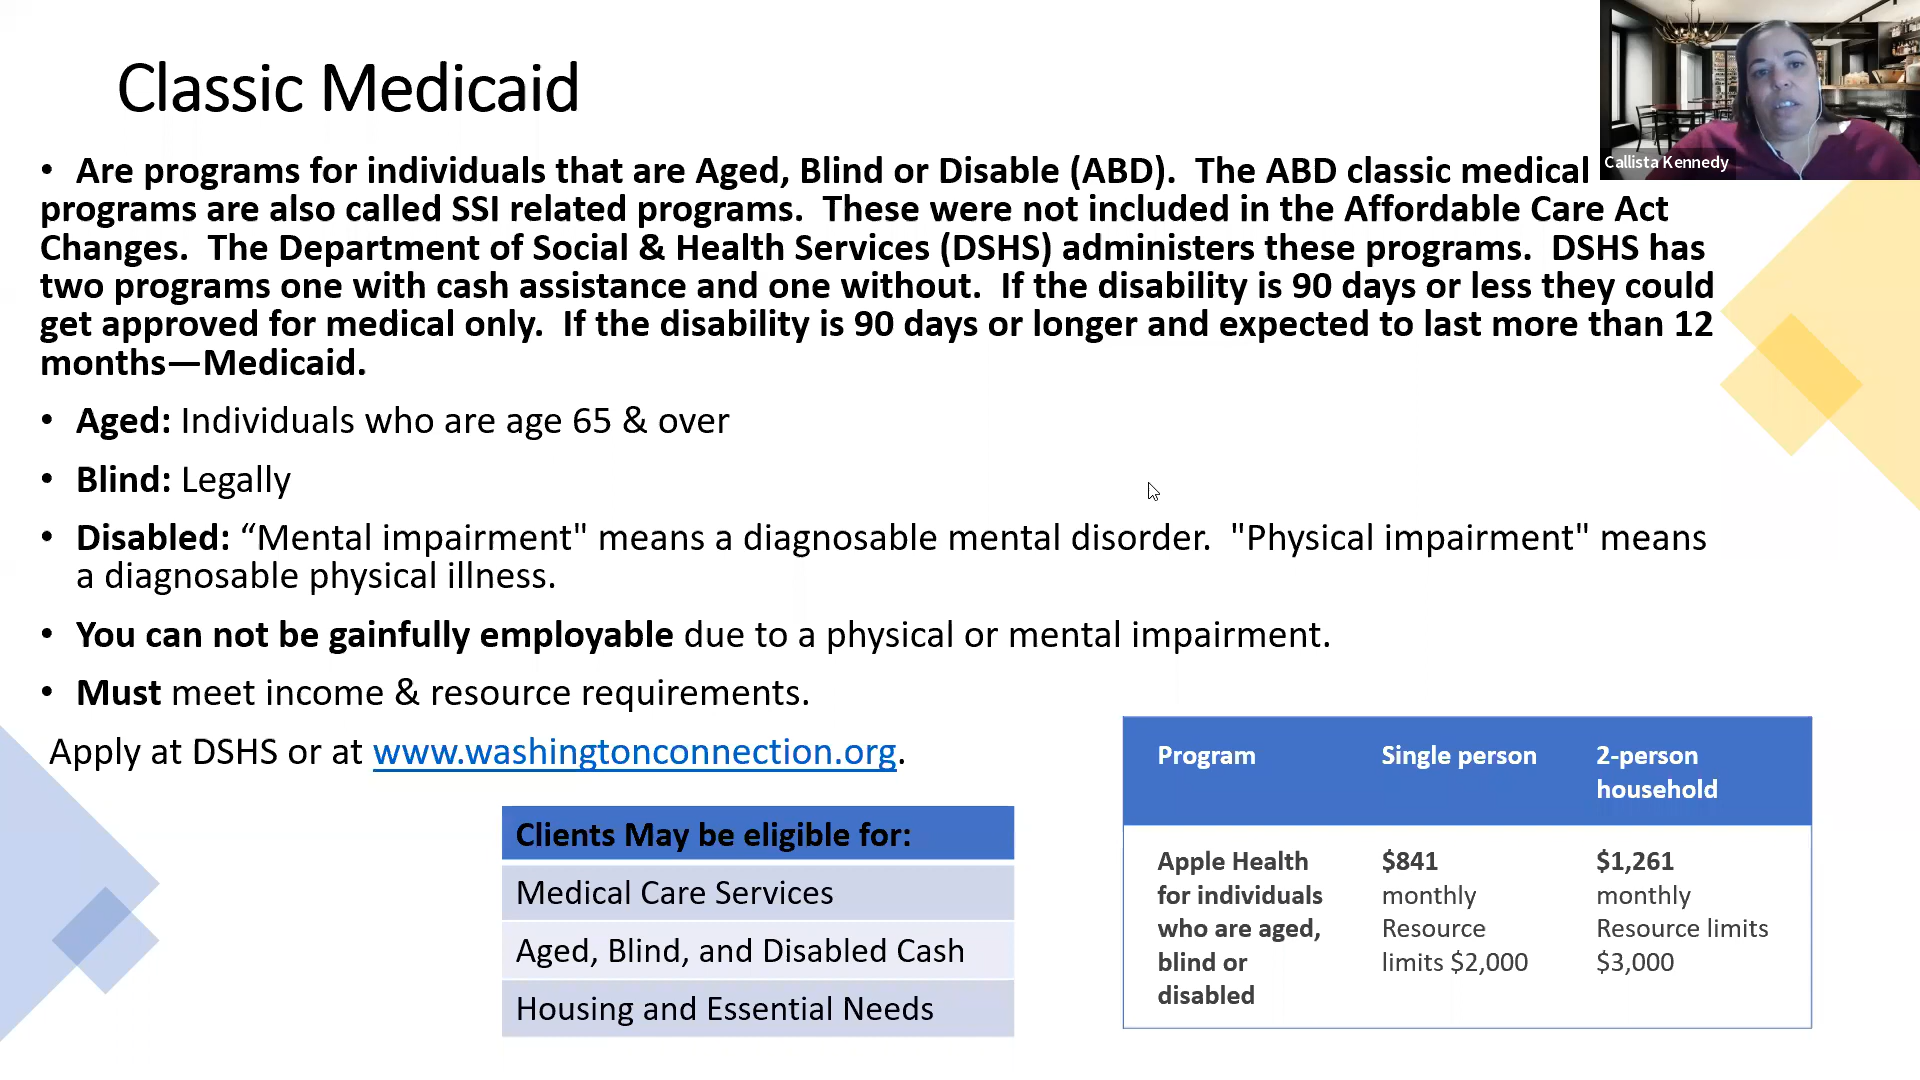 Classic Medicaid
Callista Kennedy
• Are programs for individuals that are Aged, Blind or Disable (ABD).  The ABD classic medical
programs are also called SSI related programs.  These were not included in the Affordable Care Act
Changes.  The Department of Social & Health Services (DSHS) administers these programs.  DSHS has
two programs one with cash assistance and one without.  If the disability is 90 days or less they could
get approved for medical only.  If the disability is 90 days or longer and expected to last more than 12
months—Medicaid.
• Aged: Individuals who are age 65 & over
• Blind: Legally
• Disabled: “Mental impairment" means a diagnosable mental disorder.  "Physical impairment" means
a diagnosable physical illness.
• You can not be gainfully employable due to a physical or mental impairment.
• Must meet income & resource requirements.
Apply at DSHS or at www.washingtonconnection.org.
Clients May be eligible for:
Medical Care Services
Aged, Blind, and Disabled Cash
Housing and Essential Needs
Program
Single person
2-person
household
Apple Health
for individuals
who are aged,
blind or
disabled
$841
monthly
Resource
limits $2,000
$1,261
monthly
Resource limits
$3,000